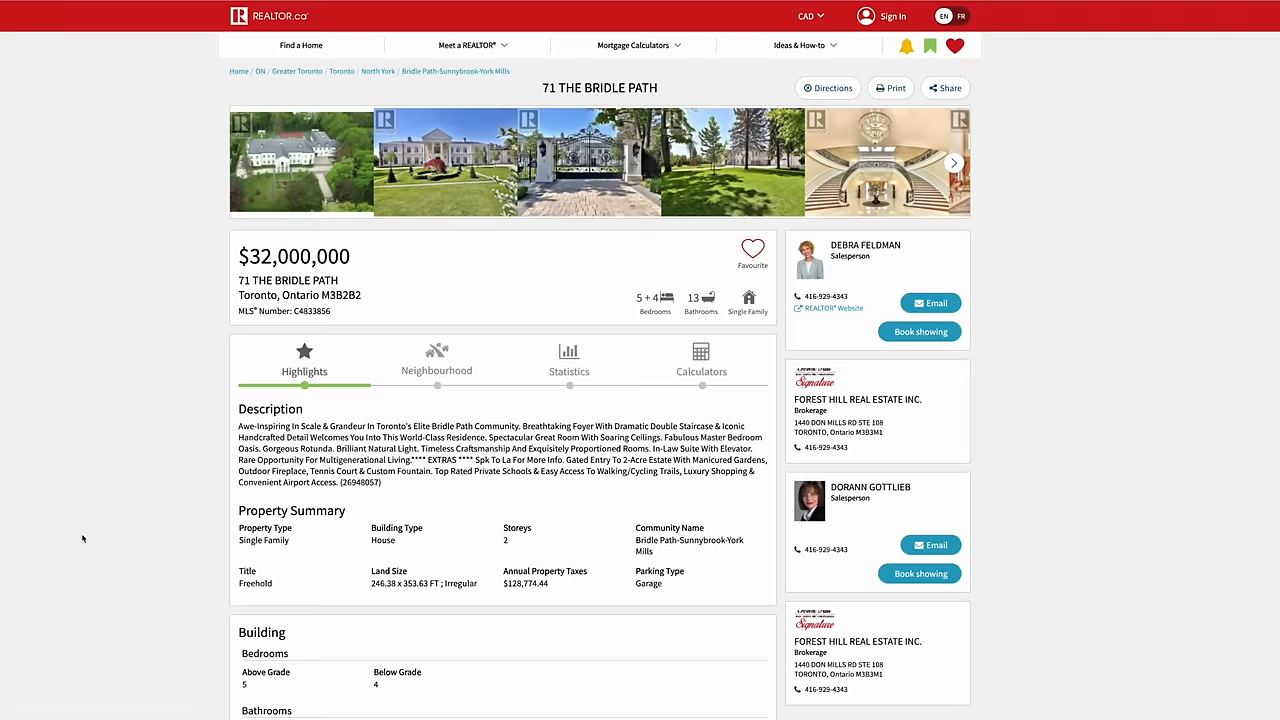 REALTOR.ca
CAD
Sign In
EN FR
Find a Home
Meet a REALTOR®
Mortgage Calculators
Ideas & How-to
Home / ON / Greater Toronto / Toronto / North York / Bridle Path-Sunnybrook-York Mills
71 THE BRIDLE PATH
Directions
Print
Share
$32,000,000
71 THE BRIDLE PATH
Toronto, Ontario M3B2B2
MLS® Number: C4833856
Favourite
5 + 4
13
Bedrooms
Bathrooms
Single Family
Highlights
Neighbourhood
Statistics
Calculators
Description
Awe-Inspiring In Scale & Grandeur In Toronto's Elite Bridle Path Community. Breathtaking Foyer With Dramatic Double Staircase & Iconic
Handcrafted Detail Welcomes You Into This World-Class Residence. Spectacular Great Room With Soaring Ceilings. Fabulous Master Bedroom
Oasis. Gorgeous Rotunda. Brilliant Natural Light. Timeless Craftsmanship And Exquisitely Proportioned Rooms. In-Law Suite With Elevator.
Rare Opportunity For Multigenerational Living.**** EXTRAS **** Spk To La For More Info. Gated Entry To 2-Acre Estate With Manicured Gardens,
Outdoor Fireplace, Tennis Court & Custom Fountain. Top Rated Private Schools & Easy Access To Walking/Cycling Trails, Luxury Shopping &
Convenient Airport Access. (26948057)
Property Summary
Property Type
Single Family
Building Type
House
Storeys
2
Community Name
Bridle Path-Sunnybrook-York
Mills
Title
Freehold
Land Size
246.38 x 353.63 FT ; Irregular
Annual Property Taxes
$128,774.44
Parking Type
Garage
Building
Bedrooms
Above Grade
5
Below Grade
4
Bathrooms
DEBRA FELDMAN
Salesperson
416-929-4343
REALTOR® Website
Email
Book showing
Signature
FOREST HILL REAL ESTATE INC.
Brokerage
1440 DON MILLS RD STE 108
TORONTO, Ontario M3B3M1
416-929-4343
DORANN GOTTLIEB
Salesperson
416-929-4343
Email
Book showing
Signature
FOREST HILL REAL ESTATE INC.
Brokerage
1440 DON MILLS RD STE 108
TORONTO, Ontario M3B3M1
416-929-4343